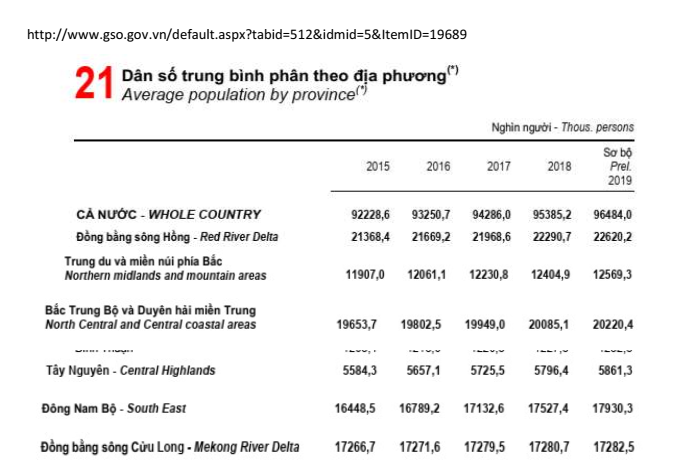 http://www.gso.gov.vn/default.aspx?tabid=512&idmid=5&ItemID=19689
21 Dân số trung bình phân theo địa phương(*)
Average population by province(*)
Nghìn người - Thous. persons
2015 2016 2017 2018 Sơ bộ
Prel.
2019
CẢ NƯỚC - WHOLE COUNTRY 92228,6 93250,7 94286,0 95385,2 96484,0
Đồng bằng sông Hồng - Red River Delta 21368,4 21669,2 21968,6 22290,7 22620,2
Trung du và miền núi phía Bắc
Northern midlands and mountain areas 11907,0 12061,1 12230,8 12404,9 12569,3
Bắc Trung Bộ và Duyên hải miền Trung
North Central and Central coastal areas 19653,7 19802,5 19949,0 20085,1 20220,4
Tây Nguyên - Central Highlands 5584,3 5657,1 5725,5 5796,4 5861,3
Đông Nam Bộ - South East 16448,5 16789,2 17132,6 17527,4 17930,3
Đồng bằng sông Cửu Long - Mekong River Delta 17266,7 17271,6 17279,5 17280,7 17282,5